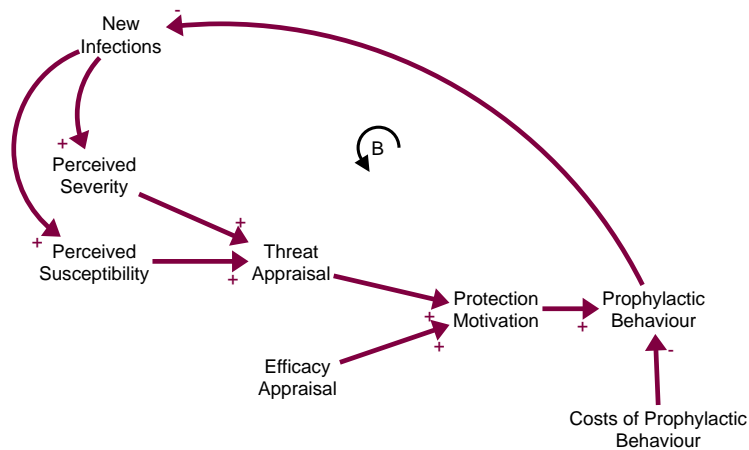 -
New
Infections
B
+
Perceived
Severity
+
+
Perceived
Susceptibility
+
Threat
Appraisal
+
Protection
Motivation
+
Prophylactic
Behaviour
+
-
Efficacy
Appraisal
Costs of Prophylactic
Behaviour